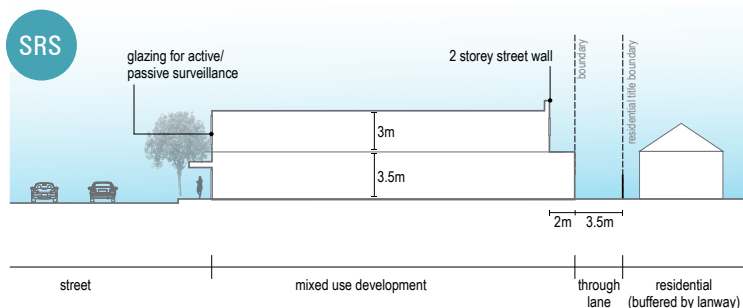 SRS
glazing for active/
passive surveillance
2 storey street wall
boundary
residential title boundary
3m
3.5m
2m
3.5m
street
mixed use development
through
lane
residential
(buffered by lanway)